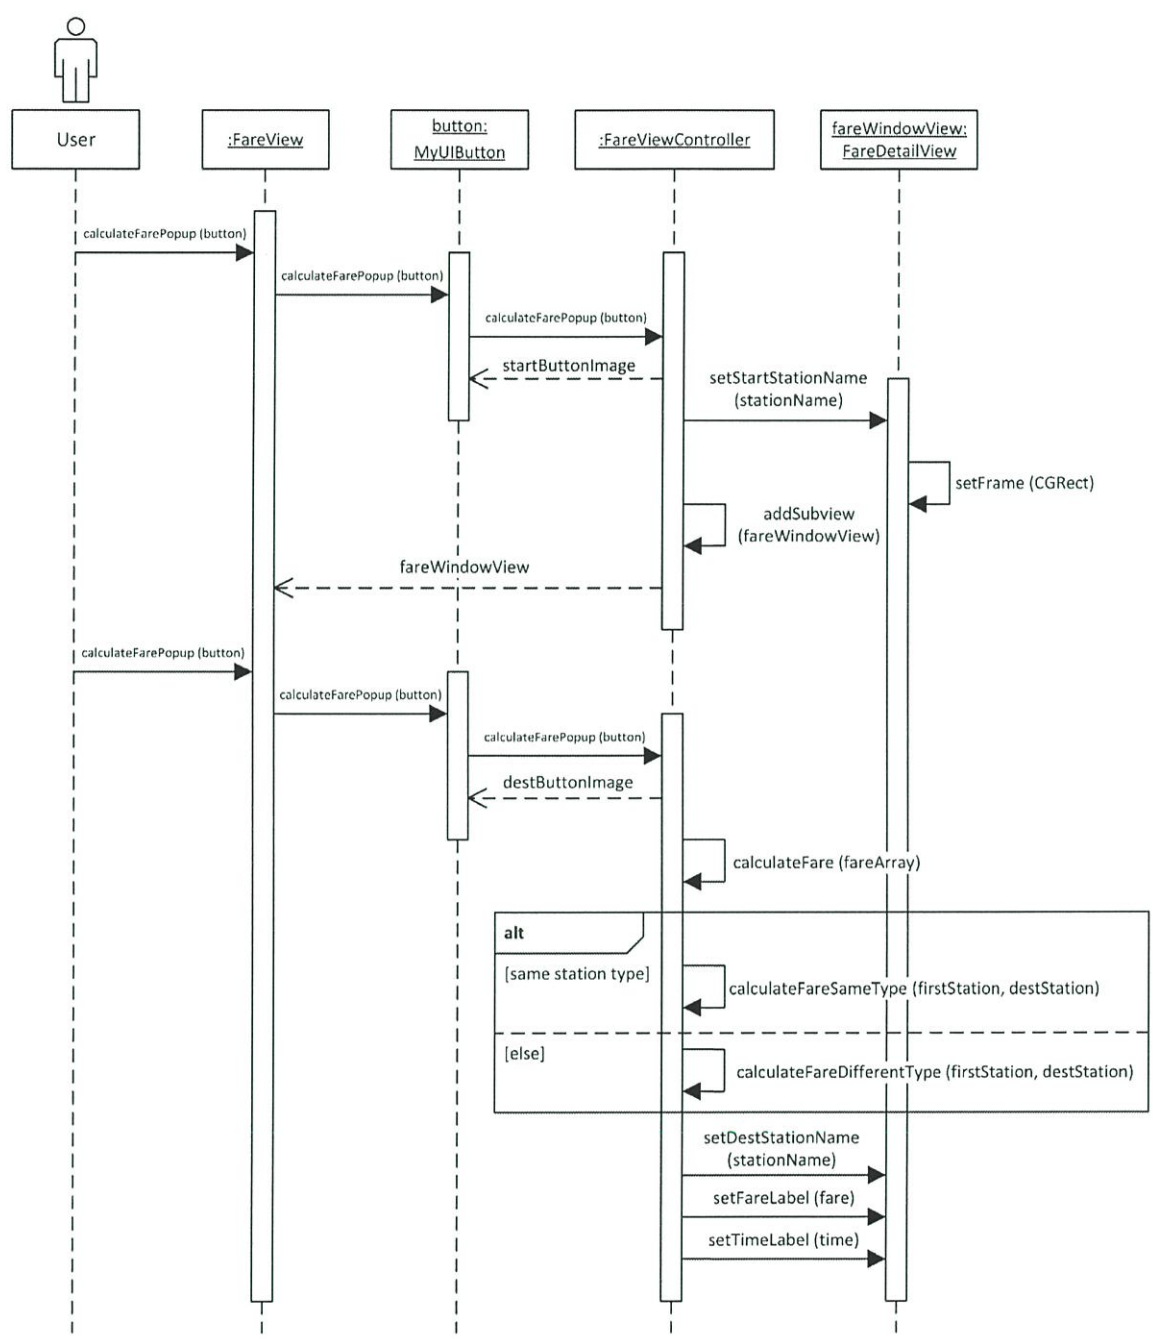 User
:FareView
button:
MyUIButton
:FareViewController
fareWindowView:
FareDetailView
calculateFarePopup (button)
calculateFarePopup (button)
calculateFarePopup (button)
startButtonImage
setStartStationName
(stationName)
setFrame (CGRect)
addSubview
(fareWindowView)
fareWindowView
calculateFarePopup (button)
calculateFarePopup (button)
calculateFarePopup (button)
destButtonImage
calculateFare (fareArray)
alt
[same station type]
calculateFareSameType (firstStation, destStation)
[else]
calculateFareDifferentType (firstStation, destStation)
setDestStationName
(stationName)
setFareLabel (fare)
setTimeLabel (time)